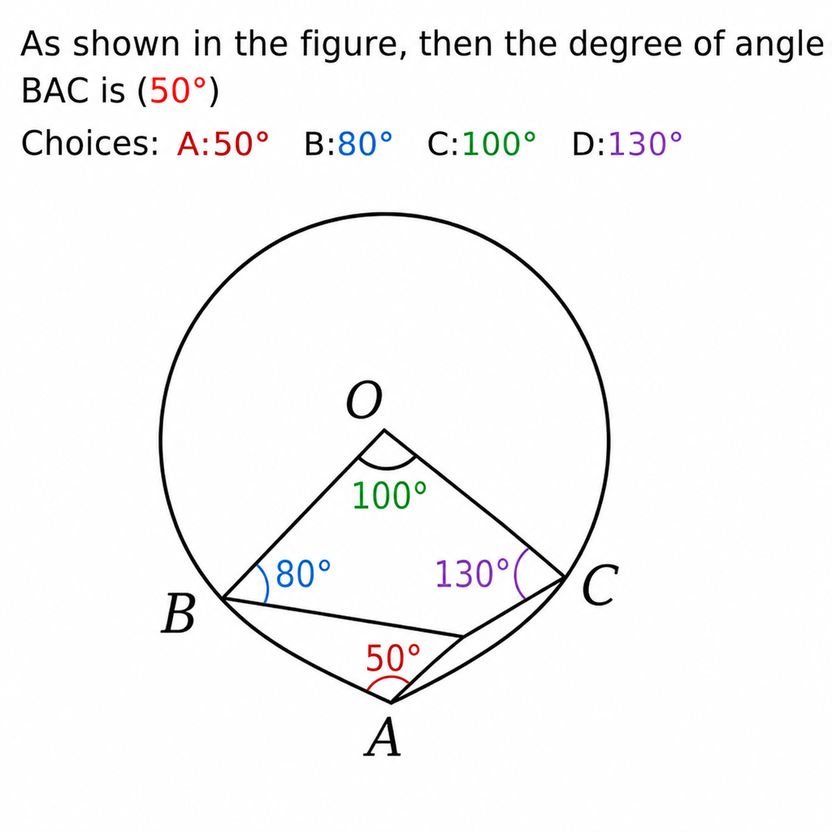 As shown in the figure, then the degree of angle
BAC is (50°)
Choices: A:50° B:80° C:100° D:130°
O
100°
80°
130°
B
C
50°
A